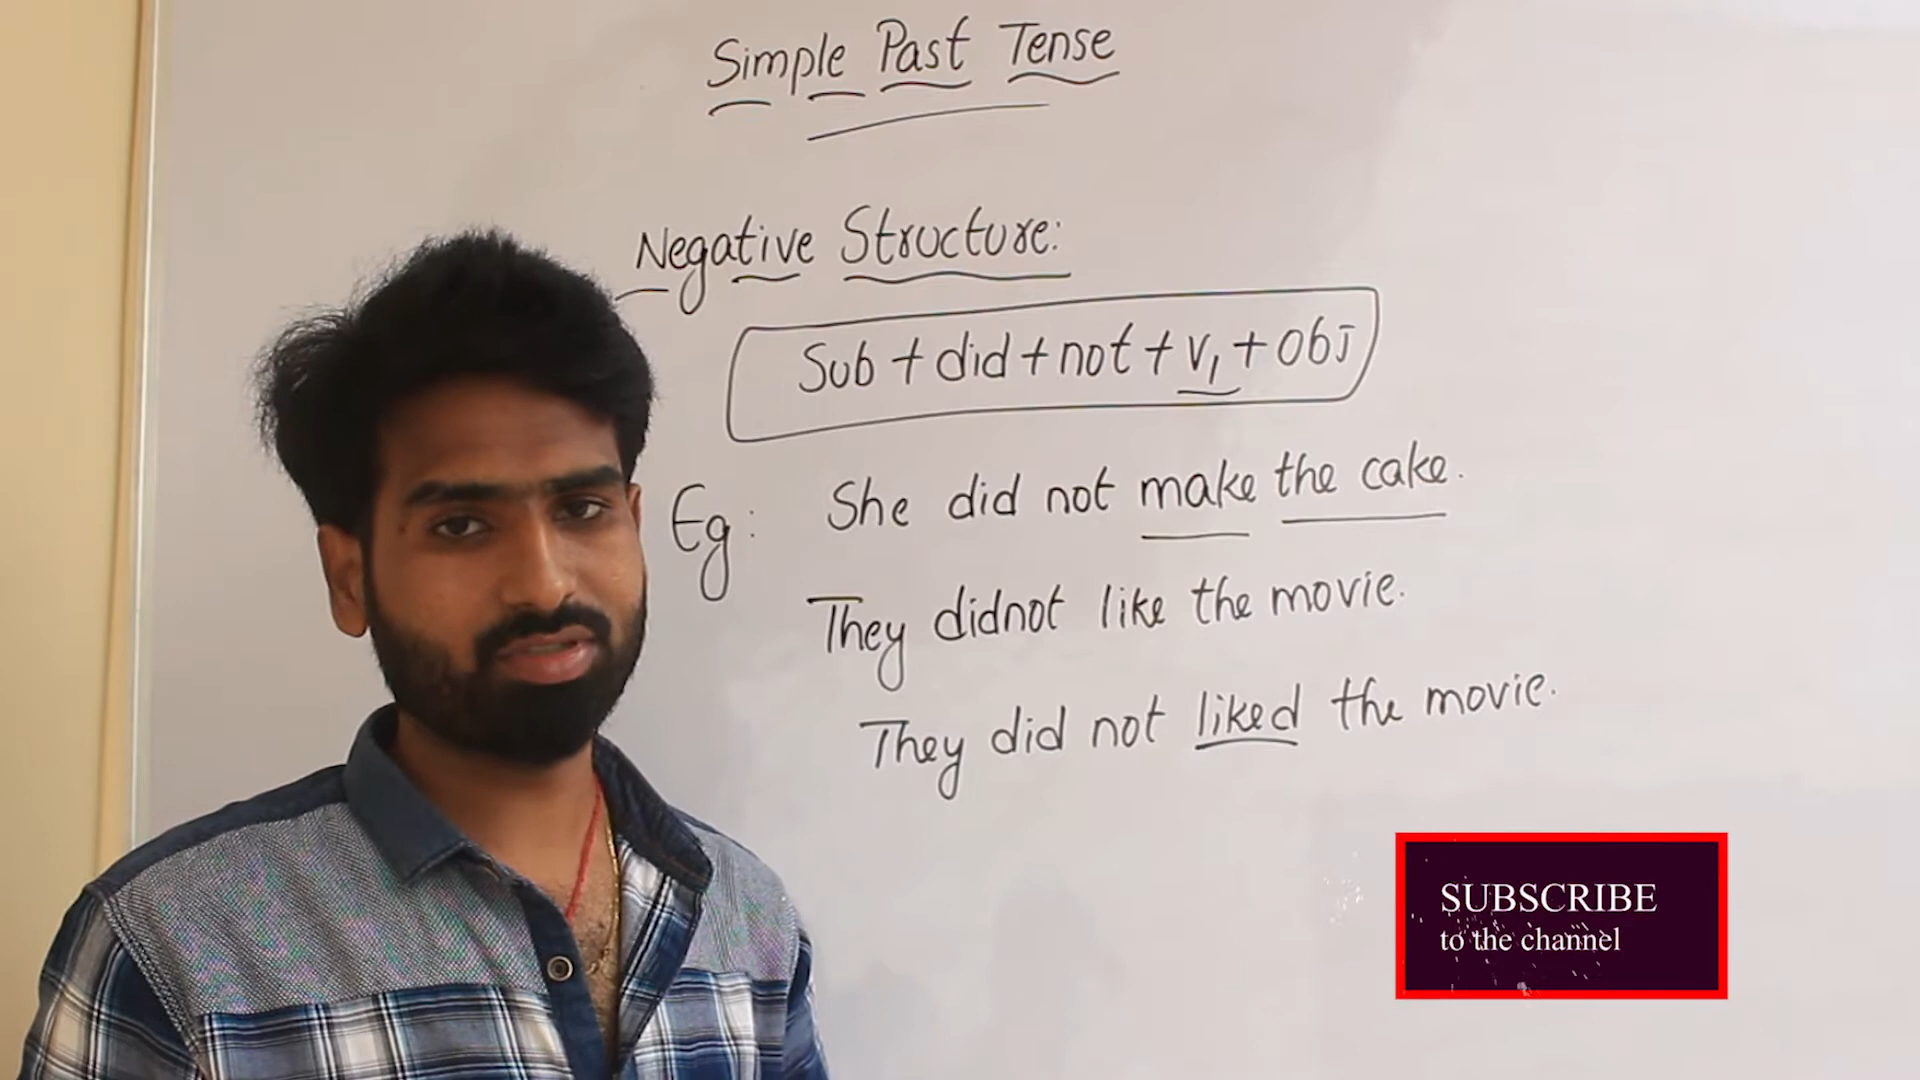 Simple Past Tense
Negative Structure:
Sub + did + not + V1 + obj
Eg: She did not make the cake.
They didnot like the movie.
They did not liked the movie.
SUBSCRIBE
to the channel